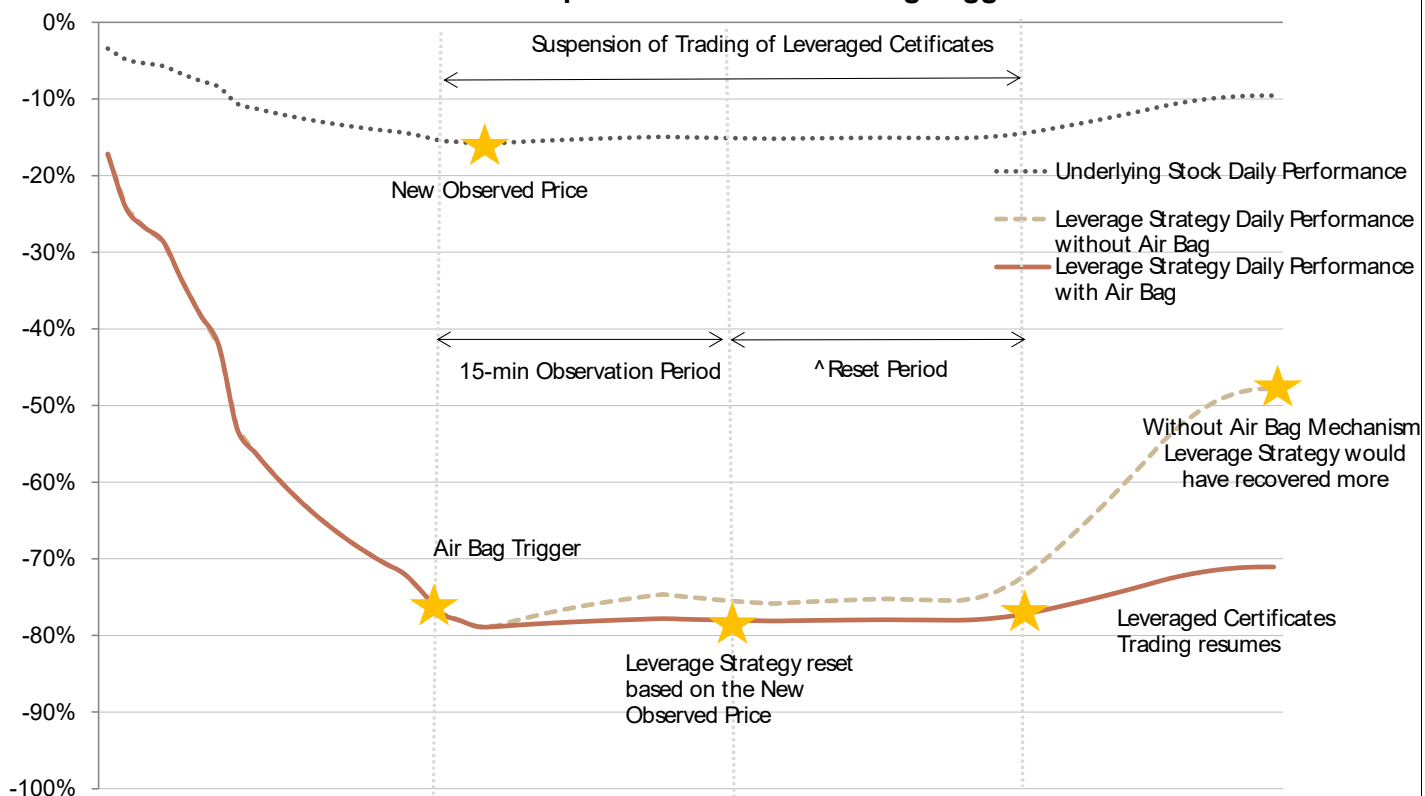 0%
-10%
-20%
-30%
-40%
-50%
-60%
-70%
-80%
-90%
-100%
Suspension of Trading of Leveraged Cetificates
New Observed Price
Underlying Stock Daily Performance
Leverage Strategy Daily Performance
without Air Bag
Leverage Strategy Daily Performance
with Air Bag
15-min Observation Period
^Reset Period
Without Air Bag Mechanism
Leverage Strategy would
have recovered more
Air Bag Trigger
Leverage Strategy reset
based on the New
Observed Price
Leveraged Certificates
Trading resumes